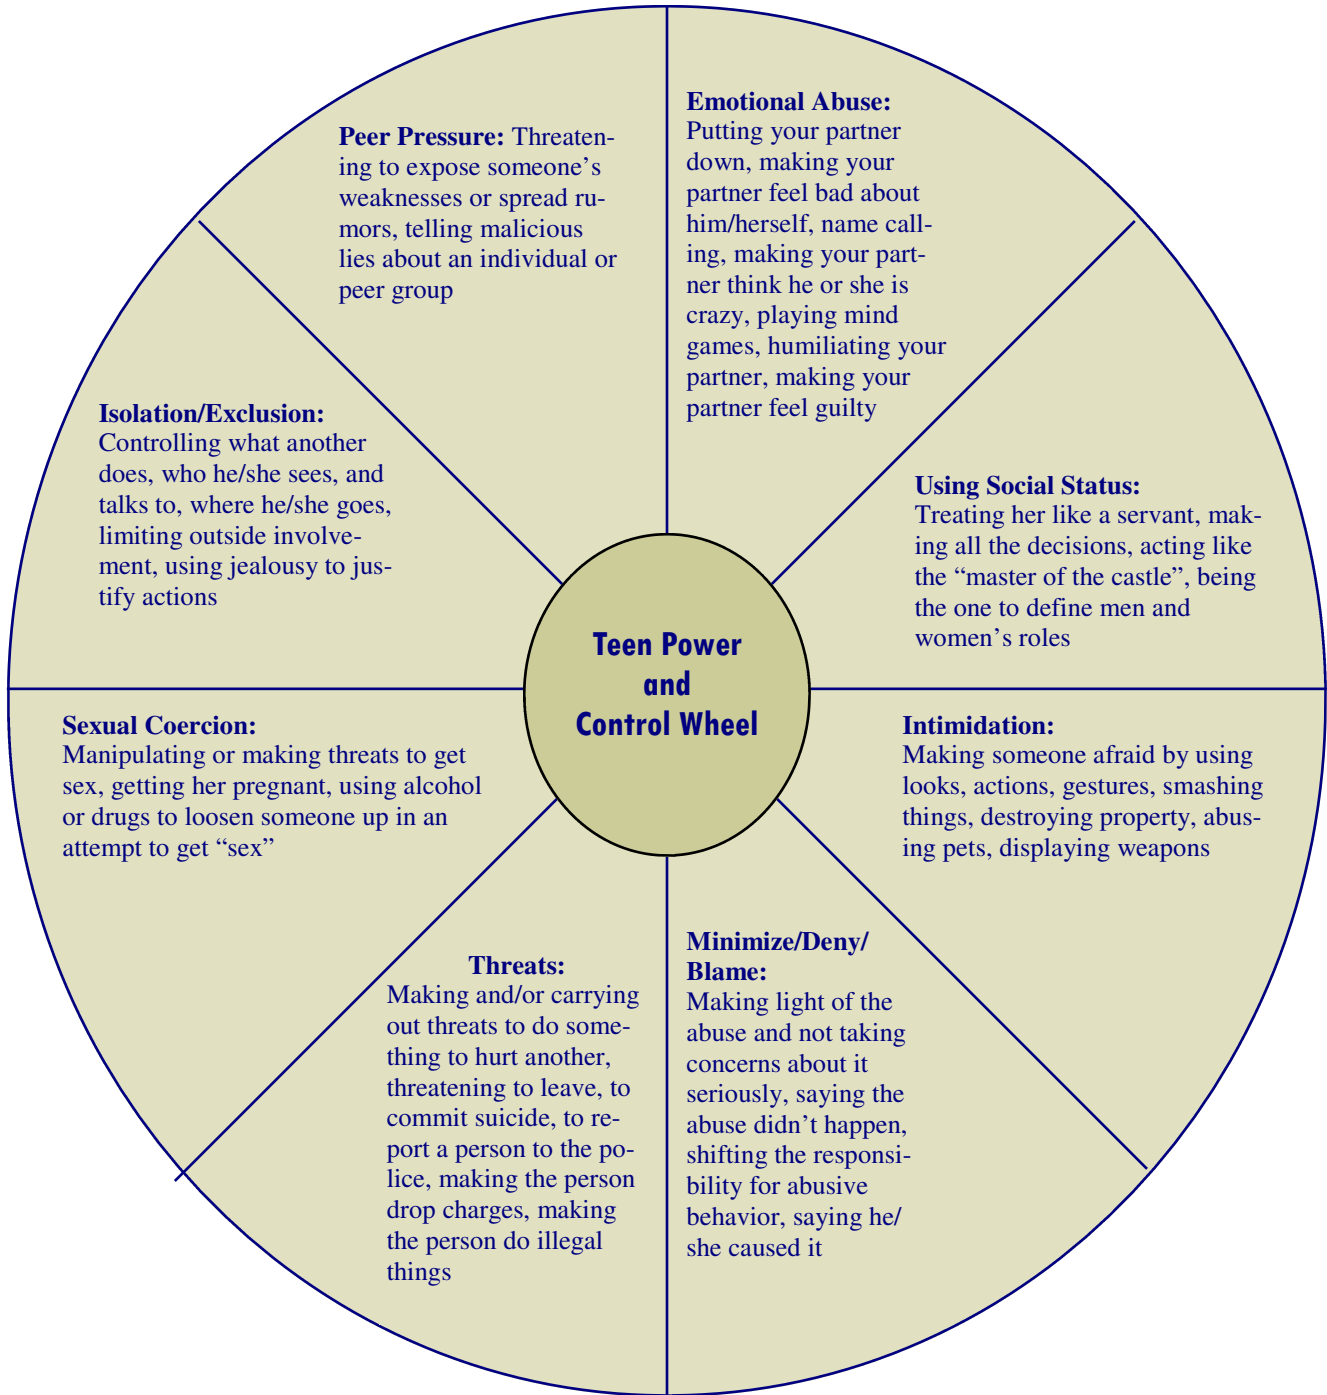 Emotional Abuse:
Putting your partner
down, making your
partner feel bad about
him/herself, name call-
ing, making your part-
ner think he or she is
crazy, playing mind
games, humiliating your
partner, making your
partner feel guilty
Using Social Status:
Treating her like a servant, mak-
ing all the decisions, acting like
the “master of the castle”, being
the one to define men and
women’s roles
Intimidation:
Making someone afraid by using
looks, actions, gestures, smashing
things, destroying property, abus-
ing pets, displaying weapons
Minimize/Deny/
Blame:
Making light of the
abuse and not taking
concerns about it
seriously, saying the
abuse didn’t happen,
shifting the responsi-
bility for abusive
behavior, saying he/
she caused it
Threats:
Making and/or carrying
out threats to do some-
thing to hurt another,
threatening to leave, to
commit suicide, to re-
port a person to the po-
lice, making the person
drop charges, making
the person do illegal
things
Sexual Coercion:
Manipulating or making threats to get
sex, getting her pregnant, using alcohol
or drugs to loosen someone up in an
attempt to get “sex”
Isolation/Exclusion:
Controlling what another
does, who he/she sees, and
talks to, where he/she goes,
limiting outside involve-
ment, using jealousy to jus-
tify actions
Peer Pressure: Threaten-
ing to expose someone’s
weaknesses or spread ru-
mors, telling malicious
lies about an individual or
peer group
Teen Power
and
Control Wheel